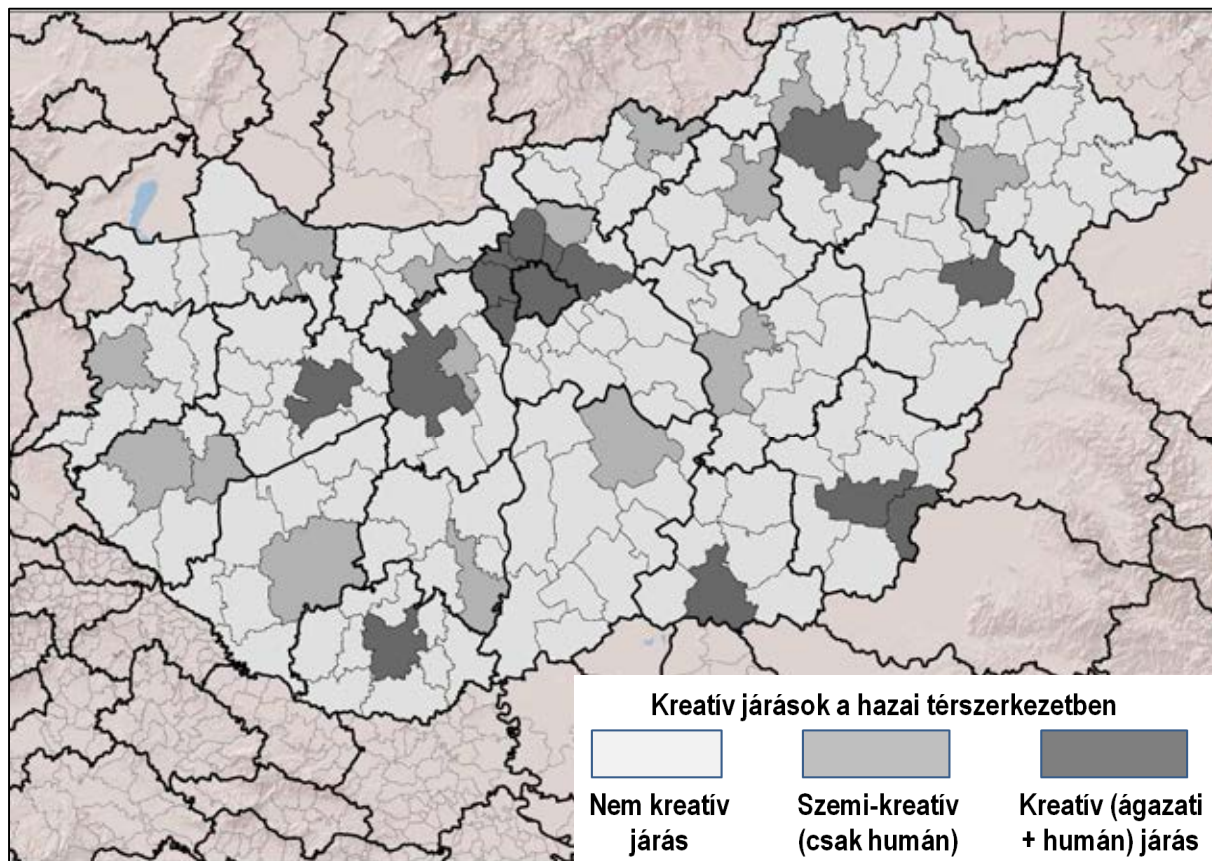 Kreatív járások a hazai térszerkezetben
Nem kreatív
járás
Szemi-kreatív
(csak humán)
Kreatív (ágazati
+ humán) járás